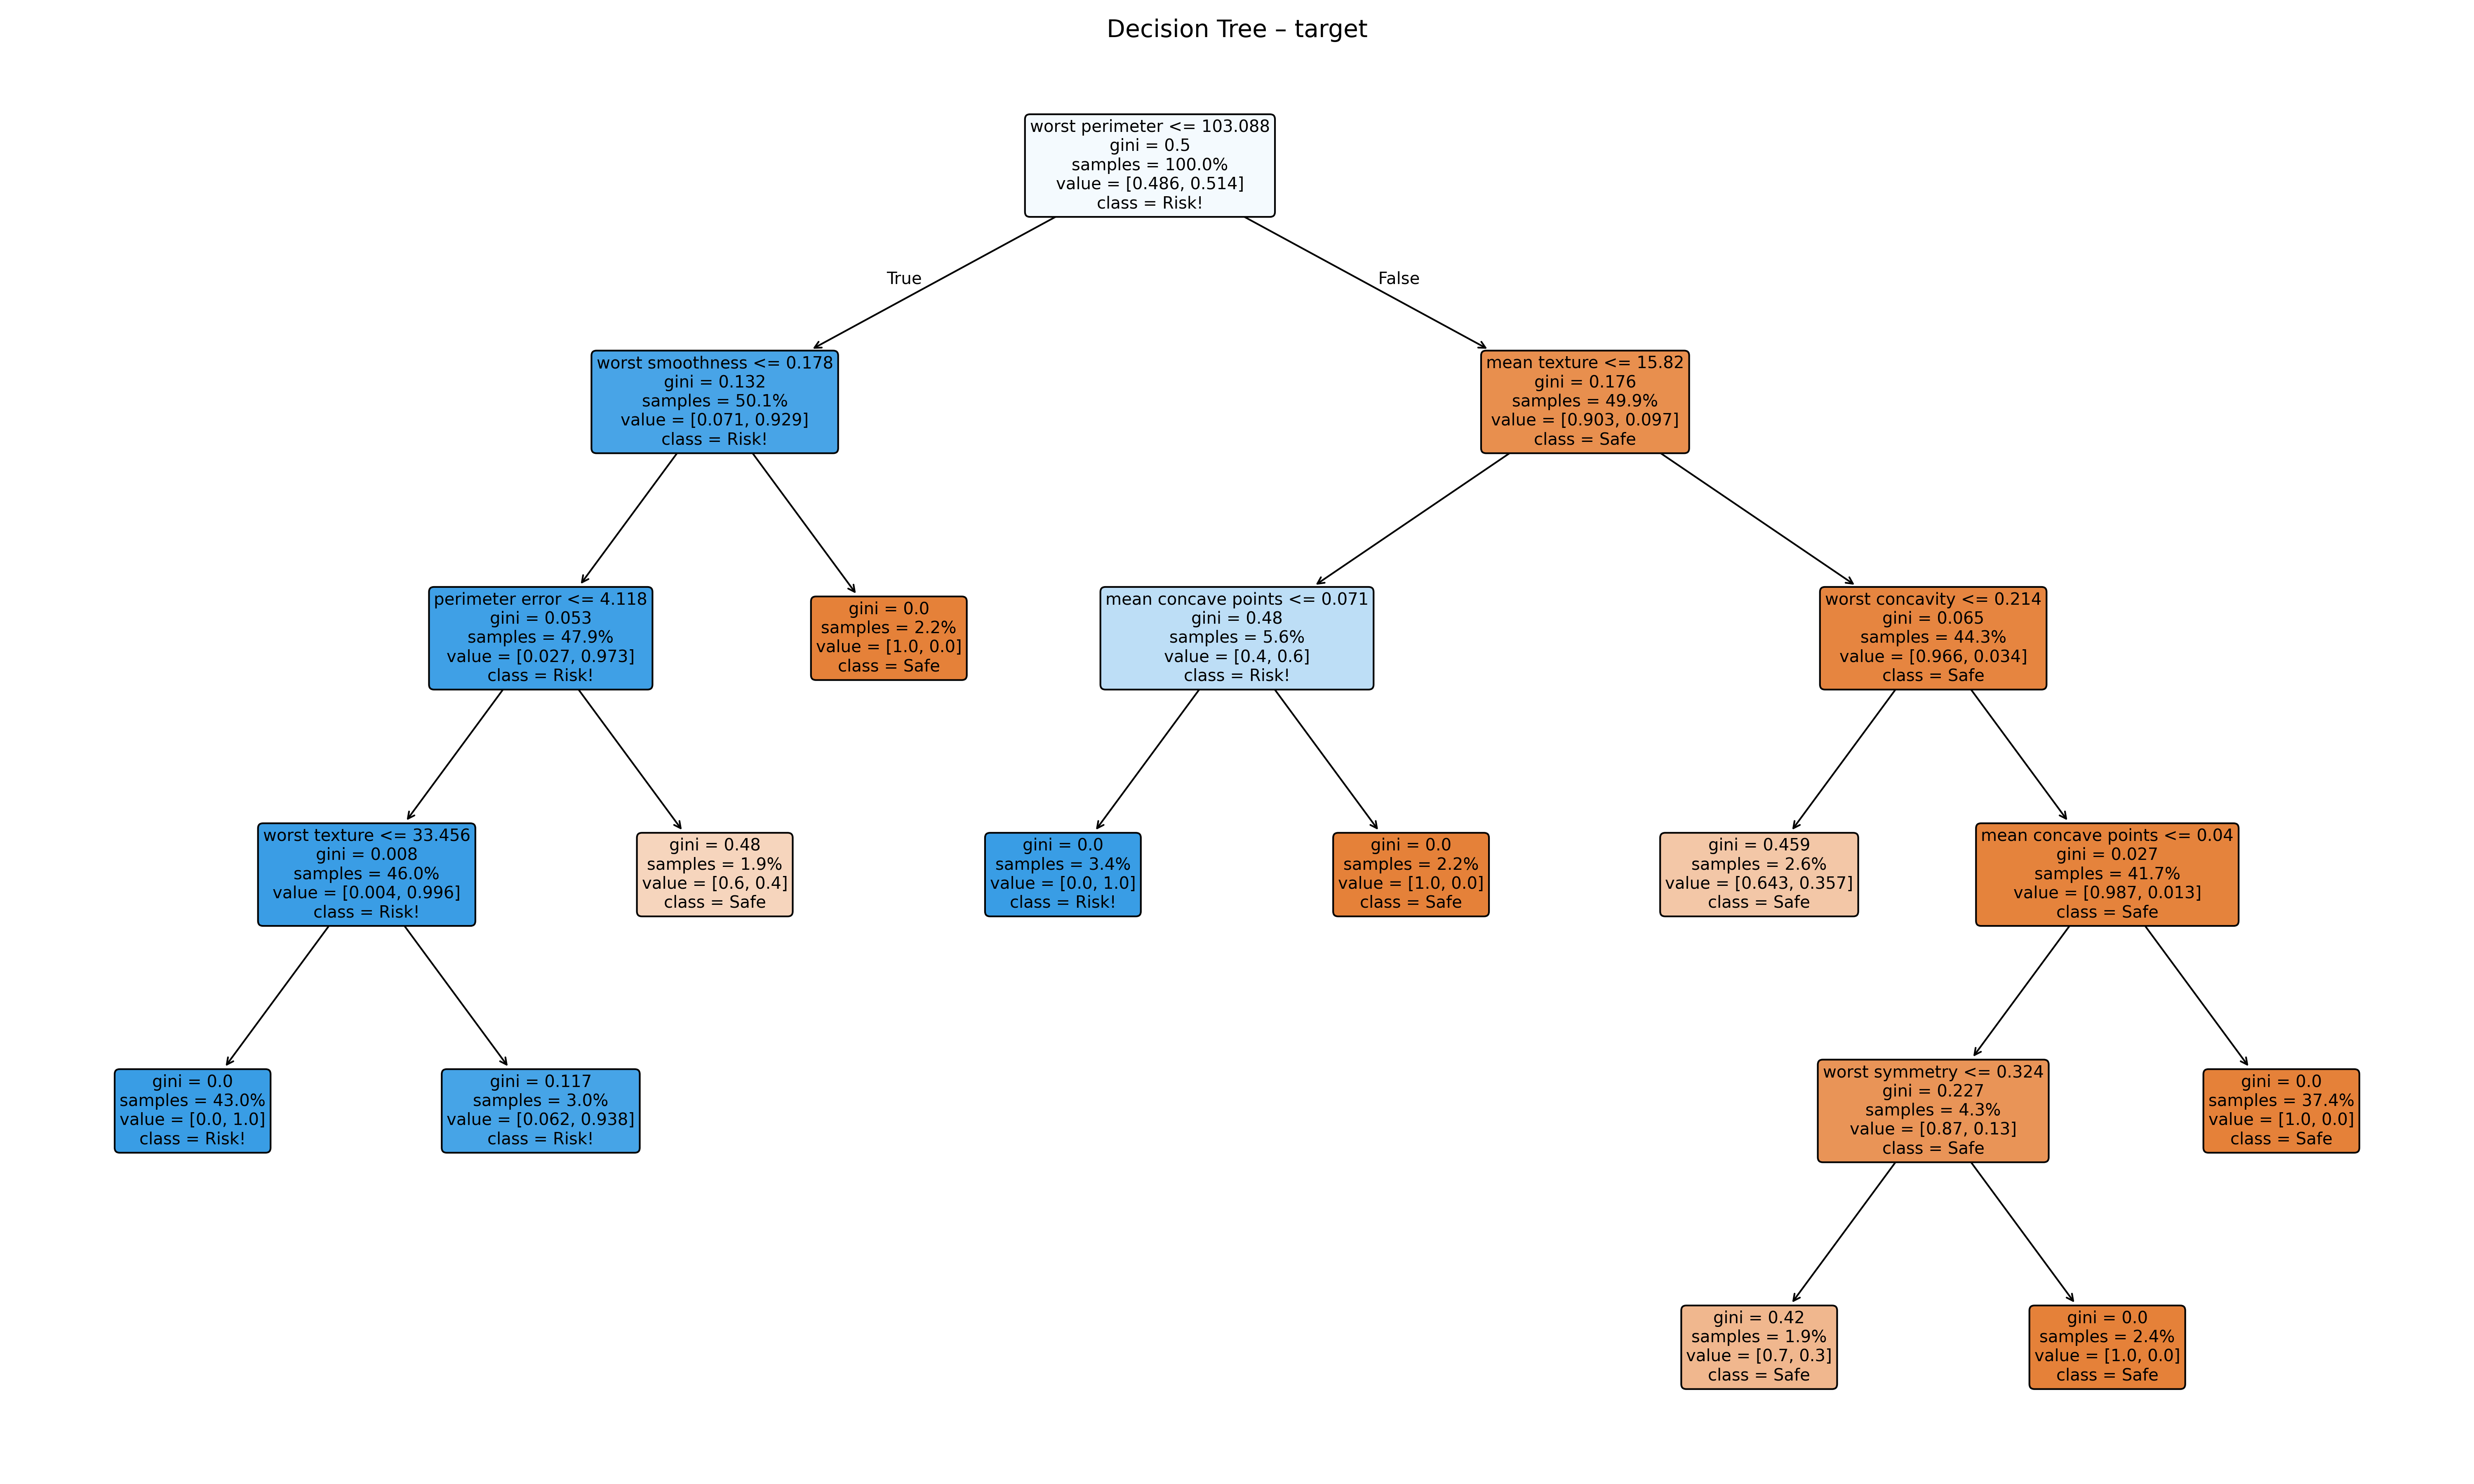 Decision Tree – target
worst perimeter <= 103.088
gini = 0.5
samples = 100.0%
value = [0.486, 0.514]
class = Risk!
True
False
worst smoothness <= 0.178
gini = 0.132
samples = 50.1%
value = [0.071, 0.929]
class = Risk!
mean texture <= 15.82
gini = 0.176
samples = 49.9%
value = [0.903, 0.097]
class = Safe
perimeter error <= 4.118
gini = 0.053
samples = 47.9%
value = [0.027, 0.973]
class = Risk!
gini = 0.0
samples = 2.2%
value = [1.0, 0.0]
class = Safe
mean concave points <= 0.071
gini = 0.48
samples = 5.6%
value = [0.4, 0.6]
class = Risk!
worst concavity <= 0.214
gini = 0.065
samples = 44.3%
value = [0.966, 0.034]
class = Safe
worst texture <= 33.456
gini = 0.008
samples = 46.0%
value = [0.004, 0.996]
class = Risk!
gini = 0.48
samples = 1.9%
value = [0.6, 0.4]
class = Safe
gini = 0.0
samples = 3.4%
value = [0.0, 1.0]
class = Risk!
gini = 0.0
samples = 2.2%
value = [1.0, 0.0]
class = Safe
gini = 0.459
samples = 2.6%
value = [0.643, 0.357]
class = Safe
mean concave points <= 0.04
gini = 0.027
samples = 41.7%
value = [0.987, 0.013]
class = Safe
gini = 0.0
samples = 43.0%
value = [0.0, 1.0]
class = Risk!
gini = 0.117
samples = 3.0%
value = [0.062, 0.938]
class = Risk!
worst symmetry <= 0.324
gini = 0.227
samples = 4.3%
value = [0.87, 0.13]
class = Safe
gini = 0.0
samples = 37.4%
value = [1.0, 0.0]
class = Safe
gini = 0.42
samples = 1.9%
value = [0.7, 0.3]
class = Safe
gini = 0.0
samples = 2.4%
value = [1.0, 0.0]
class = Safe